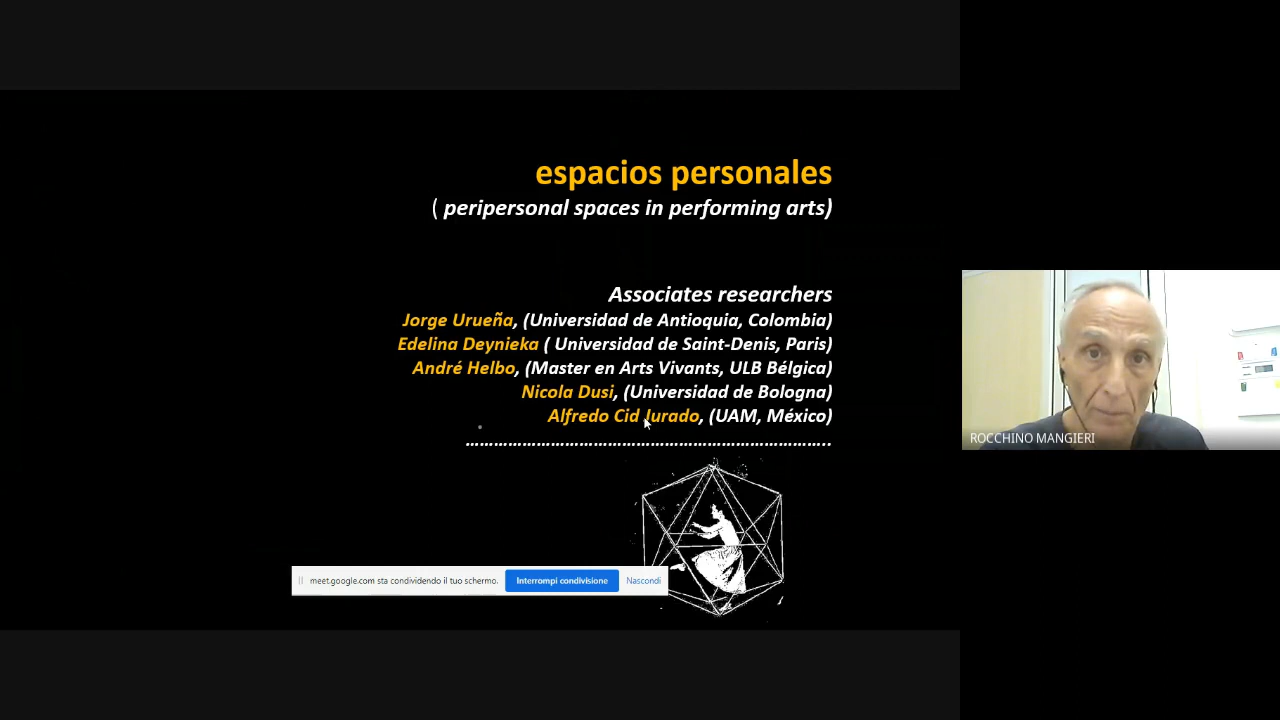 espacios personales
( peripersonal spaces in performing arts)
Associates researchers
Jorge Urueña, (Universidad de Antioquia, Colombia)
Edelina Deynieka ( Universidad de Saint-Denis, Paris)
André Helbo, (Master en Arts Vivants, ULB Bélgica)
Nicola Dusi, (Universidad de Bologna)
Alfredo Cid Jurado, (UAM, México)
…………………………………………………………………..
meet.google.com sta condividendo il tuo schermo. Interrompi condivisione Nascondi
ROCCHINO MANGIERI